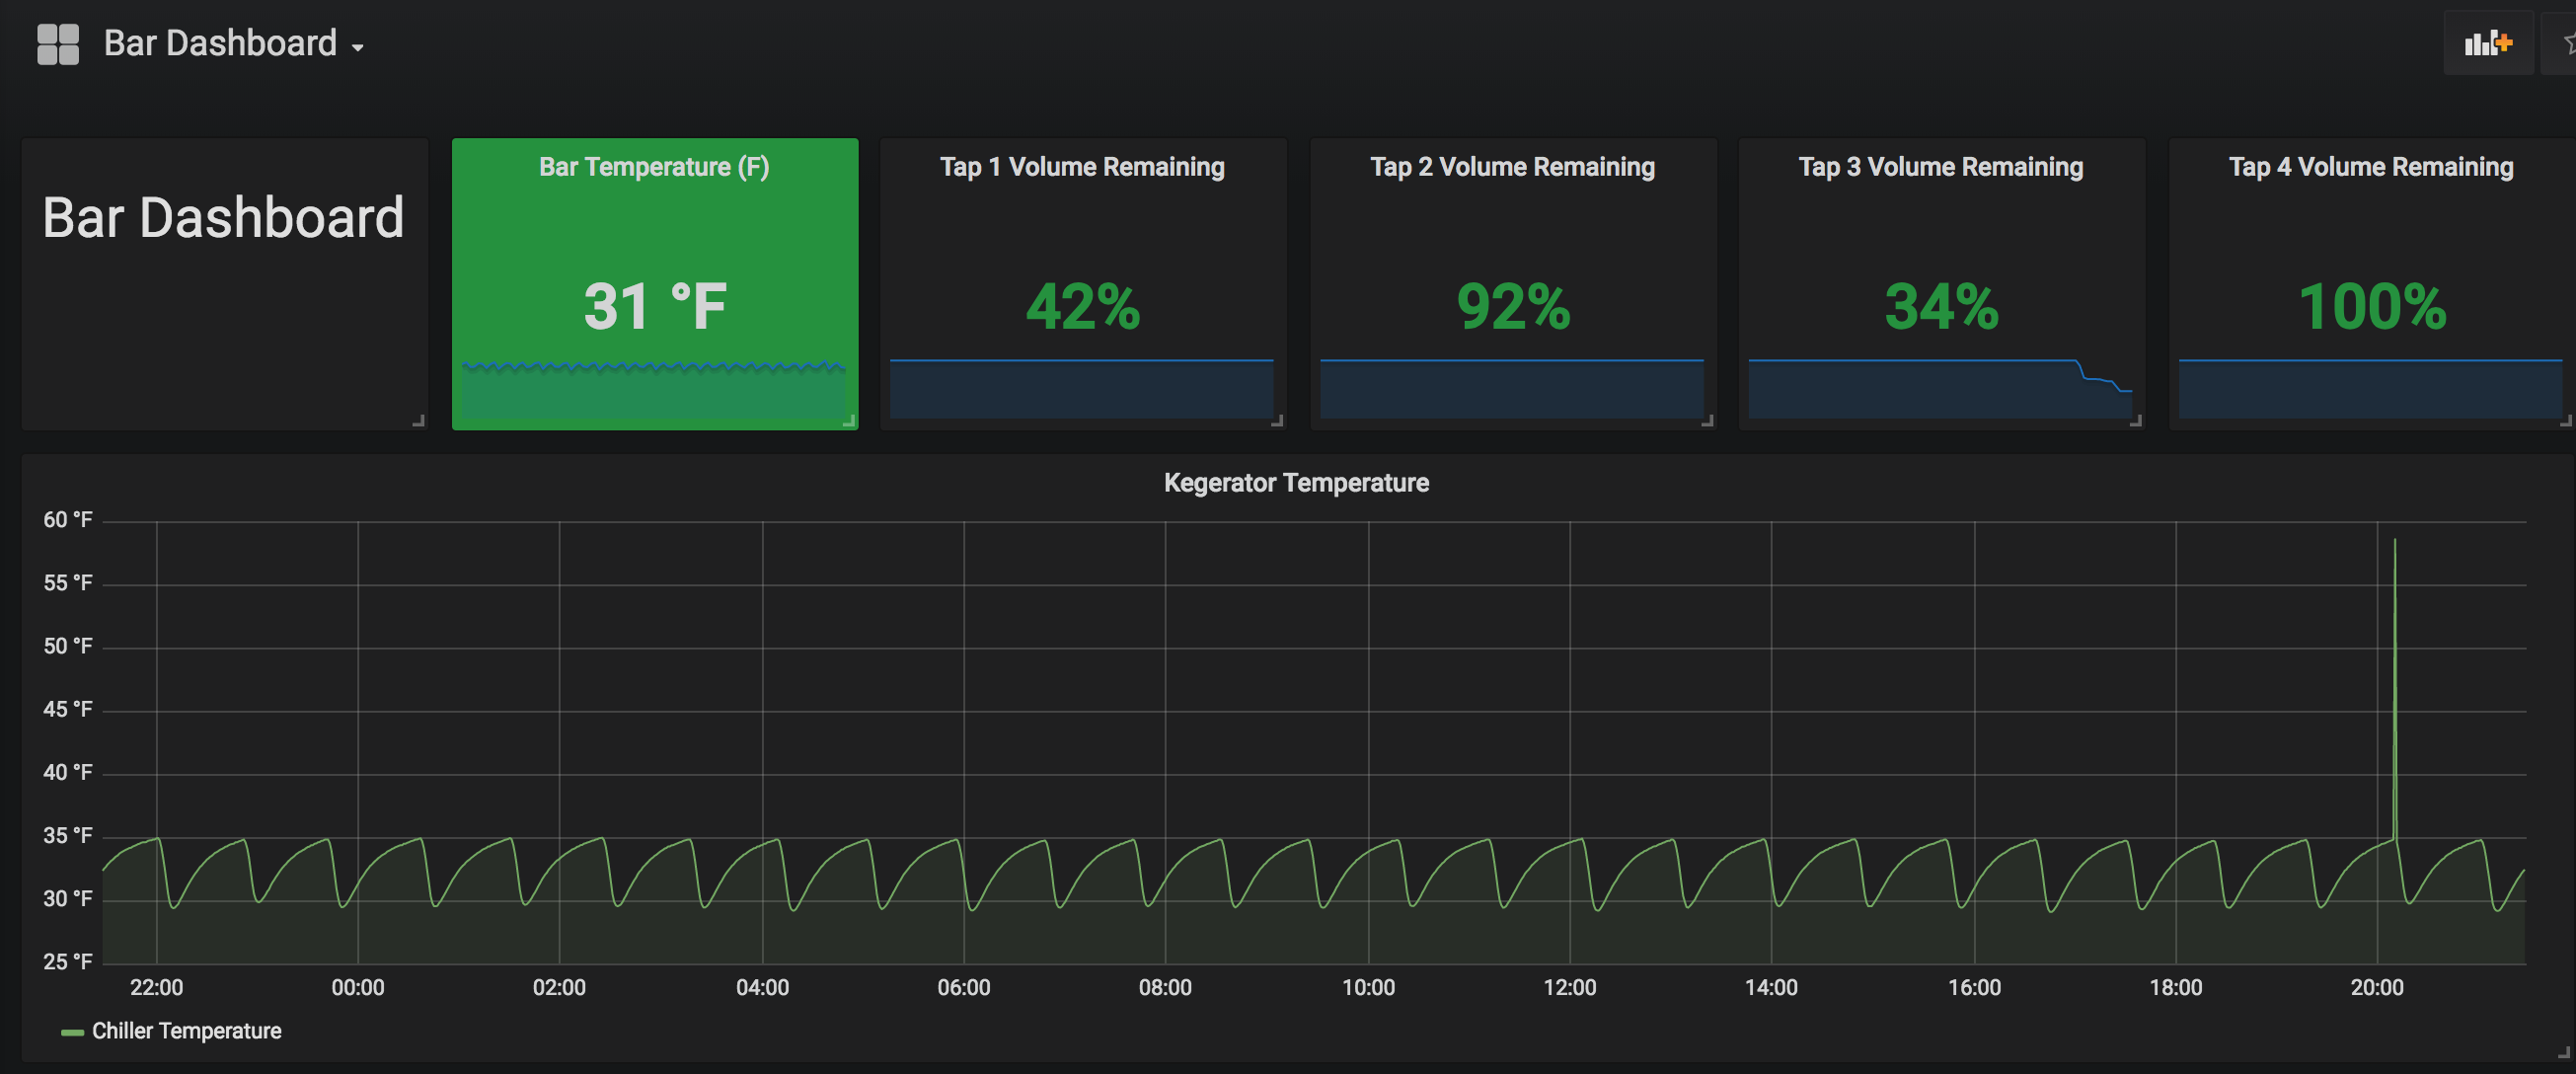 Bar Dashboard
Bar Dashboard
Bar Temperature (F)
31 °F
Tap 1 Volume Remaining
42%
Tap 2 Volume Remaining
92%
Tap 3 Volume Remaining
34%
Tap 4 Volume Remaining
100%
Kegerator Temperature
60 °F
55 °F
50 °F
45 °F
40 °F
35 °F
30 °F
25 °F
22:00 00:00 02:00 04:00 06:00 08:00 10:00 12:00 14:00 16:00 18:00 20:00
Chiller Temperature